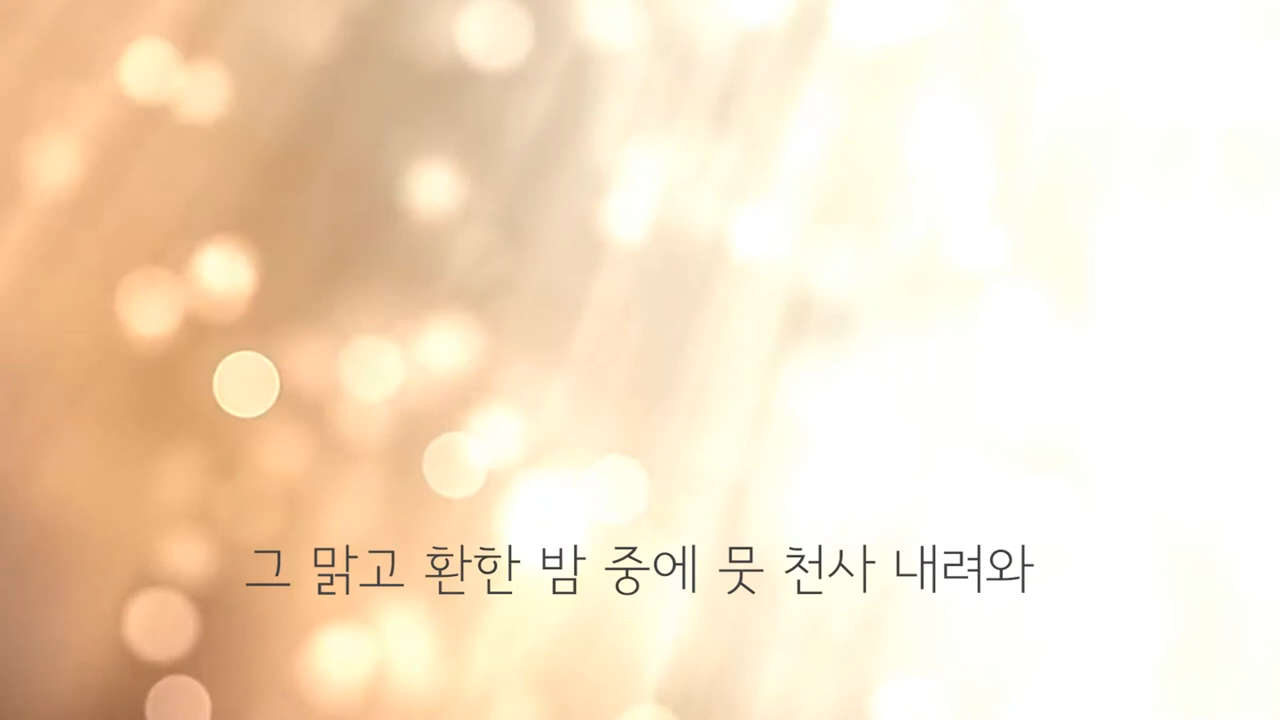 그 맑고 환한 밤 중에 뭇 천사 내려와